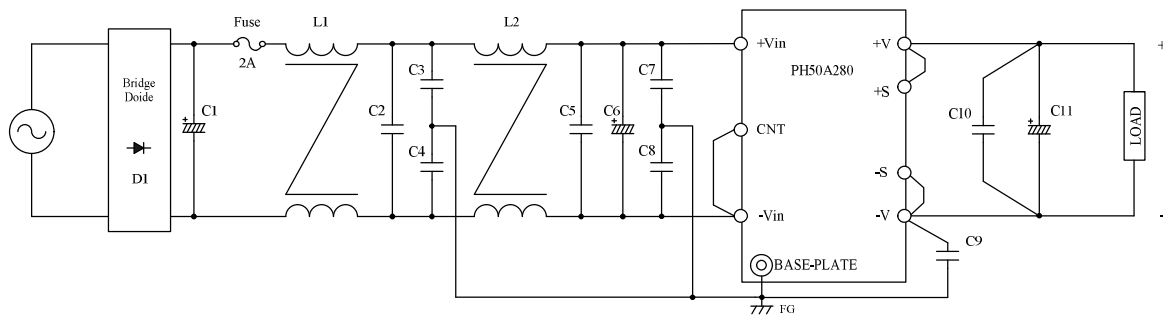 Fuse
2A
L1
L2
Bridge
Doide
D1
C1
+
C2
C3
C4
C5
C6
+
C7
C8
+Vin
CNT
-Vin
BASE-PLATE
FG
PH50A280
+V
+S
-S
-V
C9
C10
C11
+
LOAD
+
-